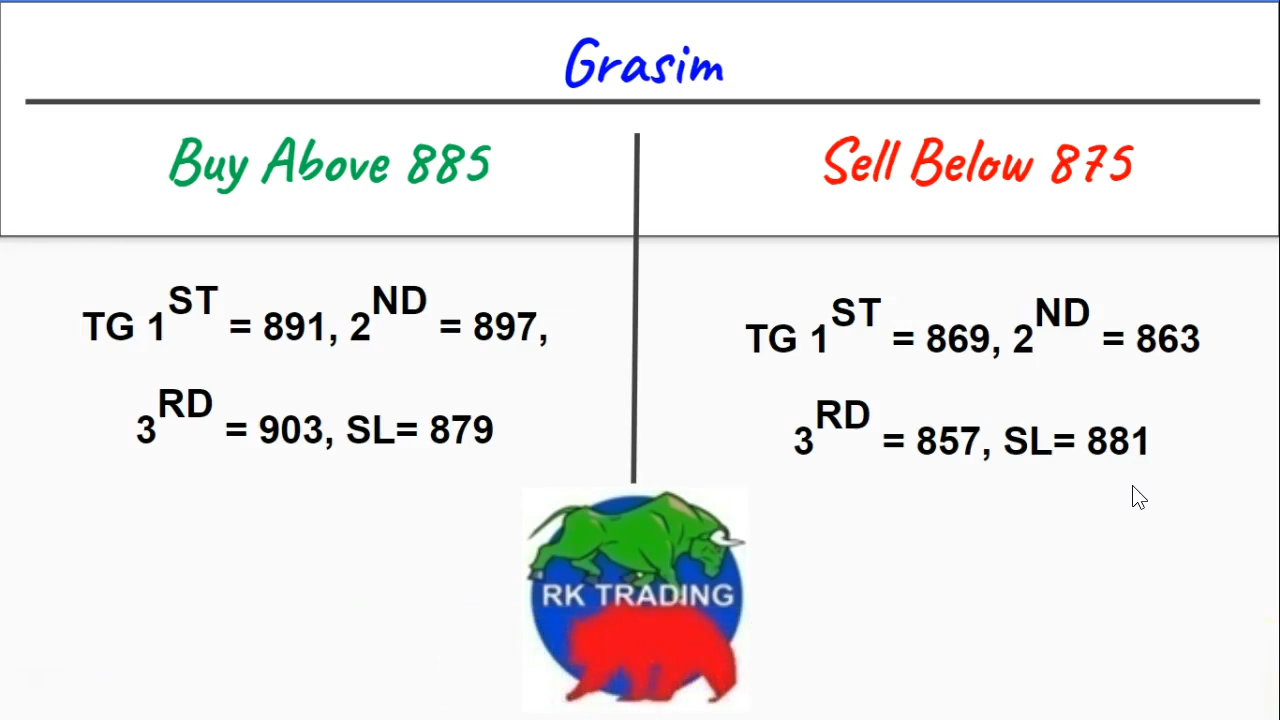 Grasim
Buy Above 885
TG 1ST = 891, 2ND = 897,
3RD = 903, SL= 879
Sell Below 875
TG 1ST = 869, 2ND = 863
3RD = 857, SL= 881
RK TRADING